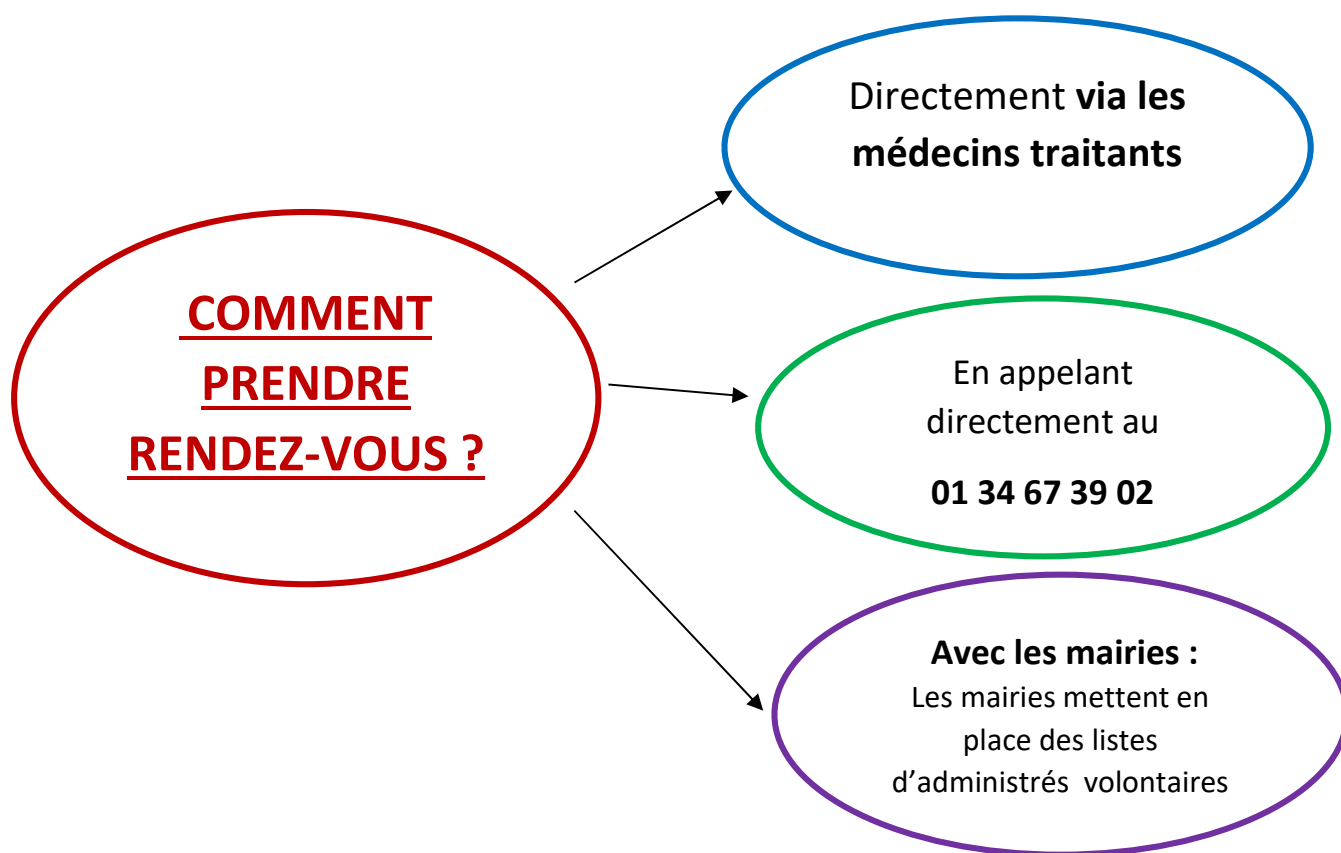 COMMENT
PRENDRE
RENDEZ-VOUS ?
Directement via les
médecins traitants
En appelant
directement au
01 34 67 39 02
Avec les mairies :
Les mairies mettent en
place des listes
d’administrés  volontaires